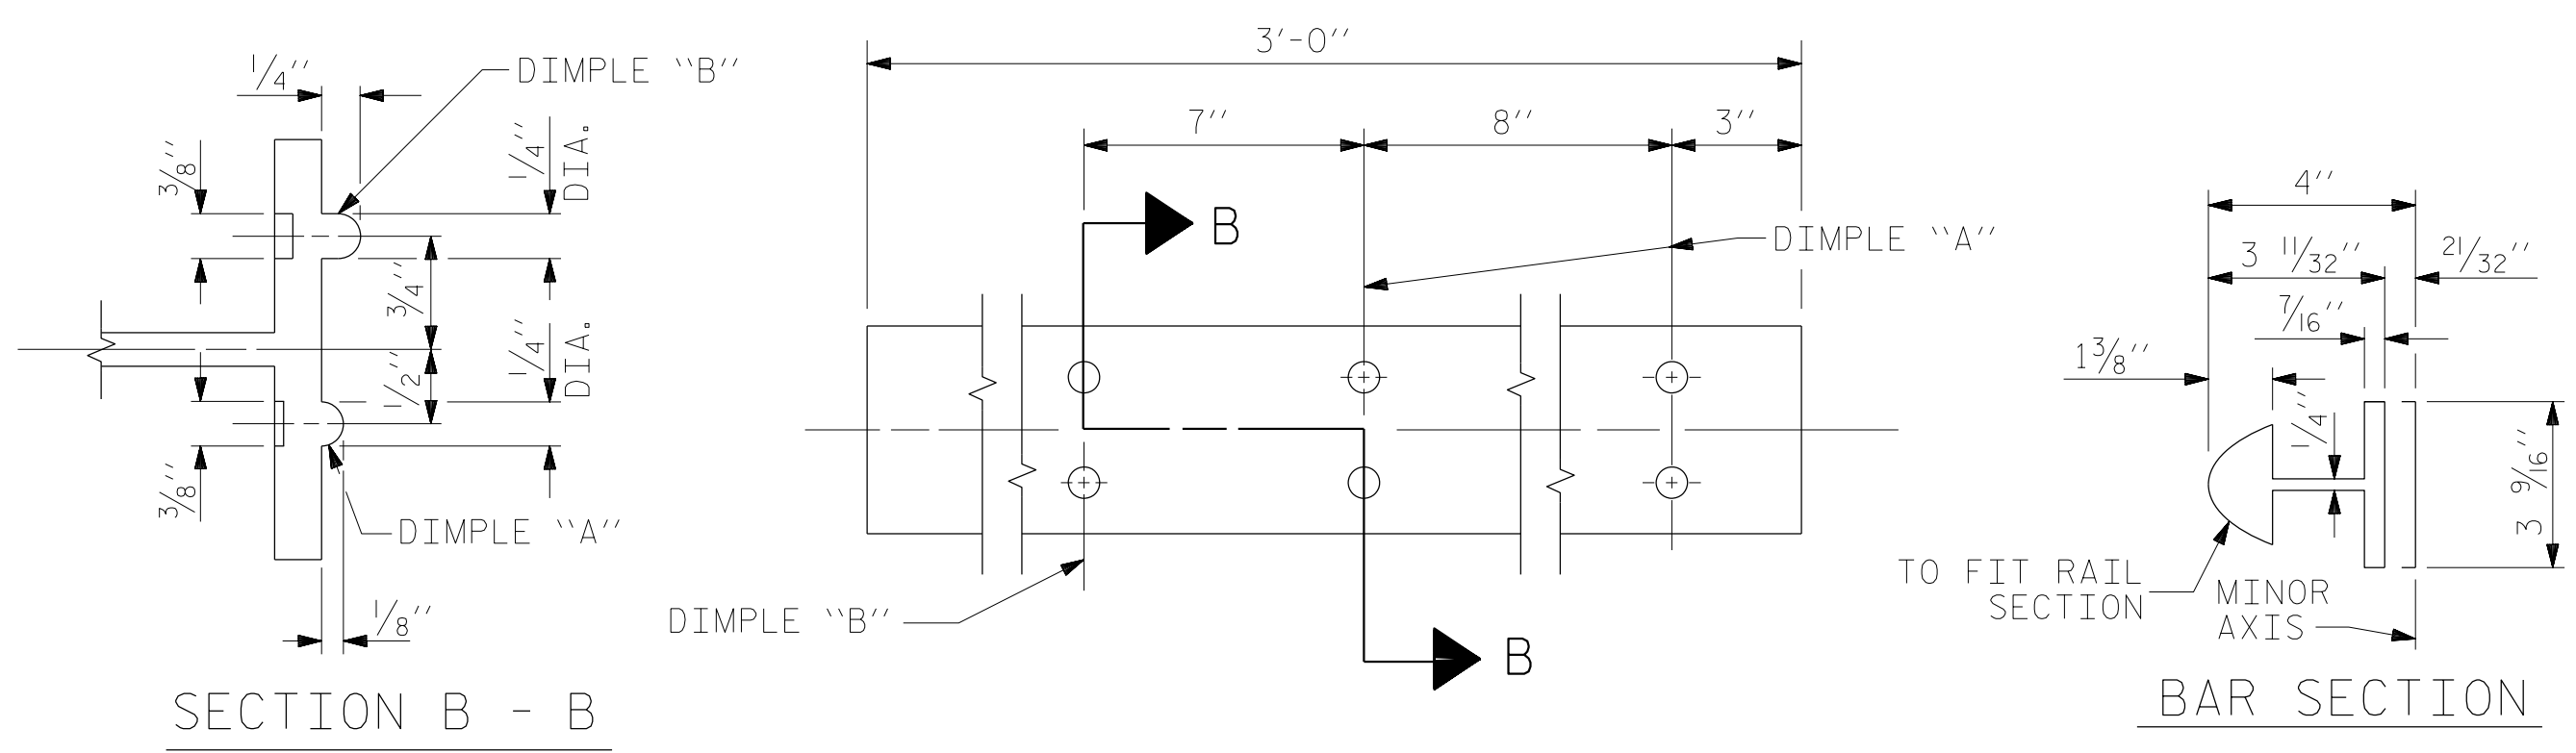 1/4''
DIMPLE ``B''
3/8''
1/4''
DIA.
3/4''
1/2''
1/4''
DIA.
3/8''
DIMPLE ``A''
1/8''
SECTION B - B
3'-0''
7''
8''
3''
B
DIMPLE ``A''
DIMPLE ``B''
B
4''
3 11/32''
21/32''
7/16''
1 3/8''
1/4''
3 9/16''
TO FIT RAIL
SECTION
MINOR
AXIS
BAR SECTION